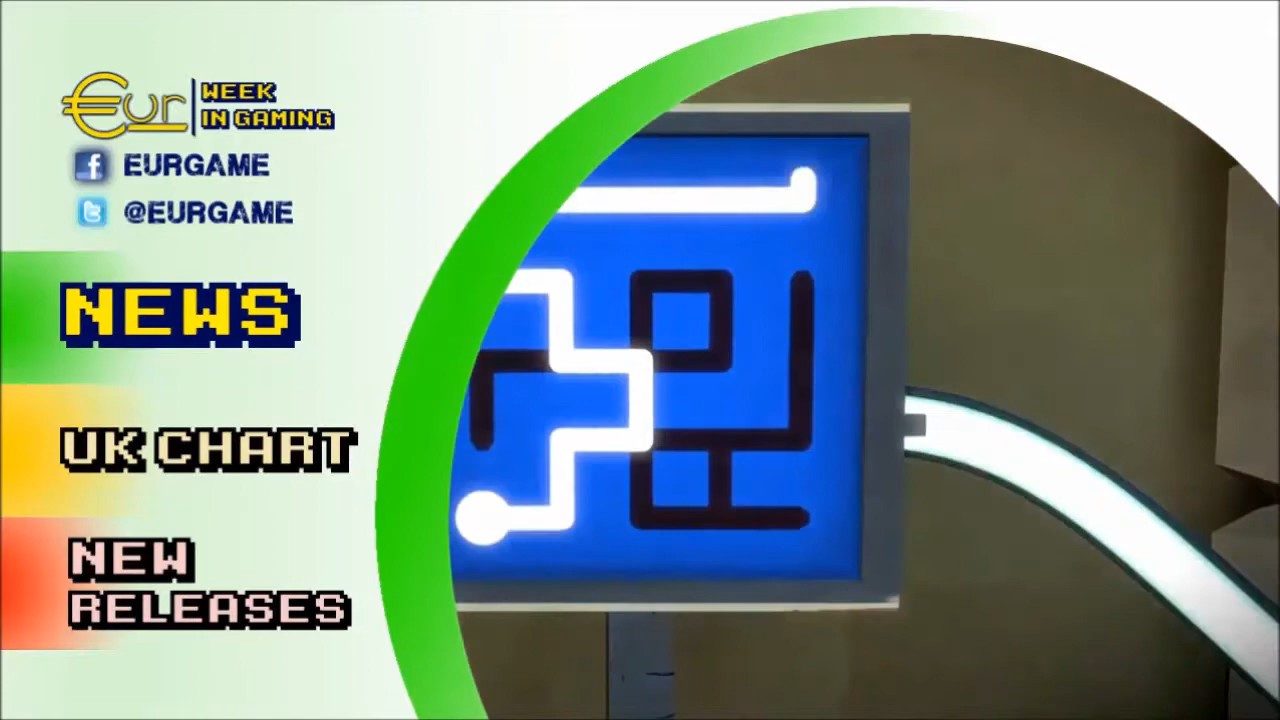 €ur
WEEK
IN GAMING
EURGAME
@EURGAME
NEWS
UK CHART
NEW
RELEASES